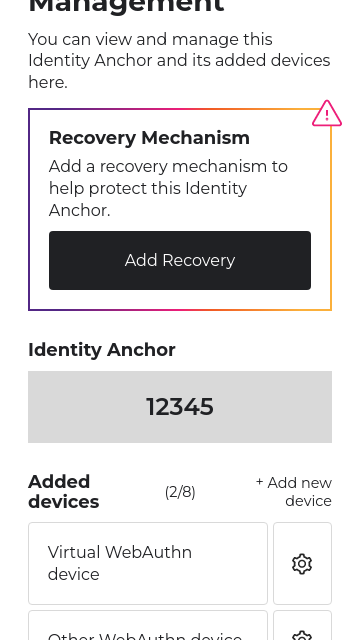 Management
You can view and manage this
Identity Anchor and its added devices
here.
Recovery Mechanism
Add a recovery mechanism to
help protect this Identity
Anchor.
Add Recovery
Identity Anchor
12345
Added
devices
(2/8)
+ Add new
device
Virtual WebAuthn
device
Other WebAuthn device